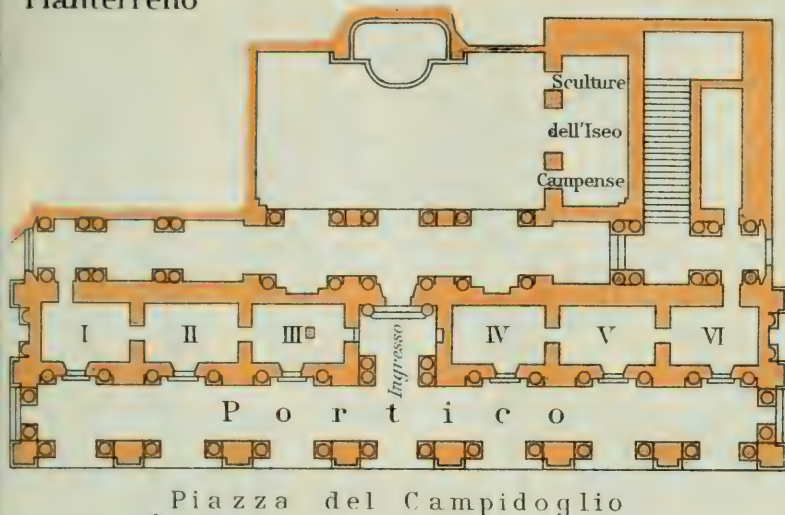 Pianterreno
Sculture
dell'Iseo
Campense
I II III IV V VI
Ingresso
Portico
Piazza del Campidoglio